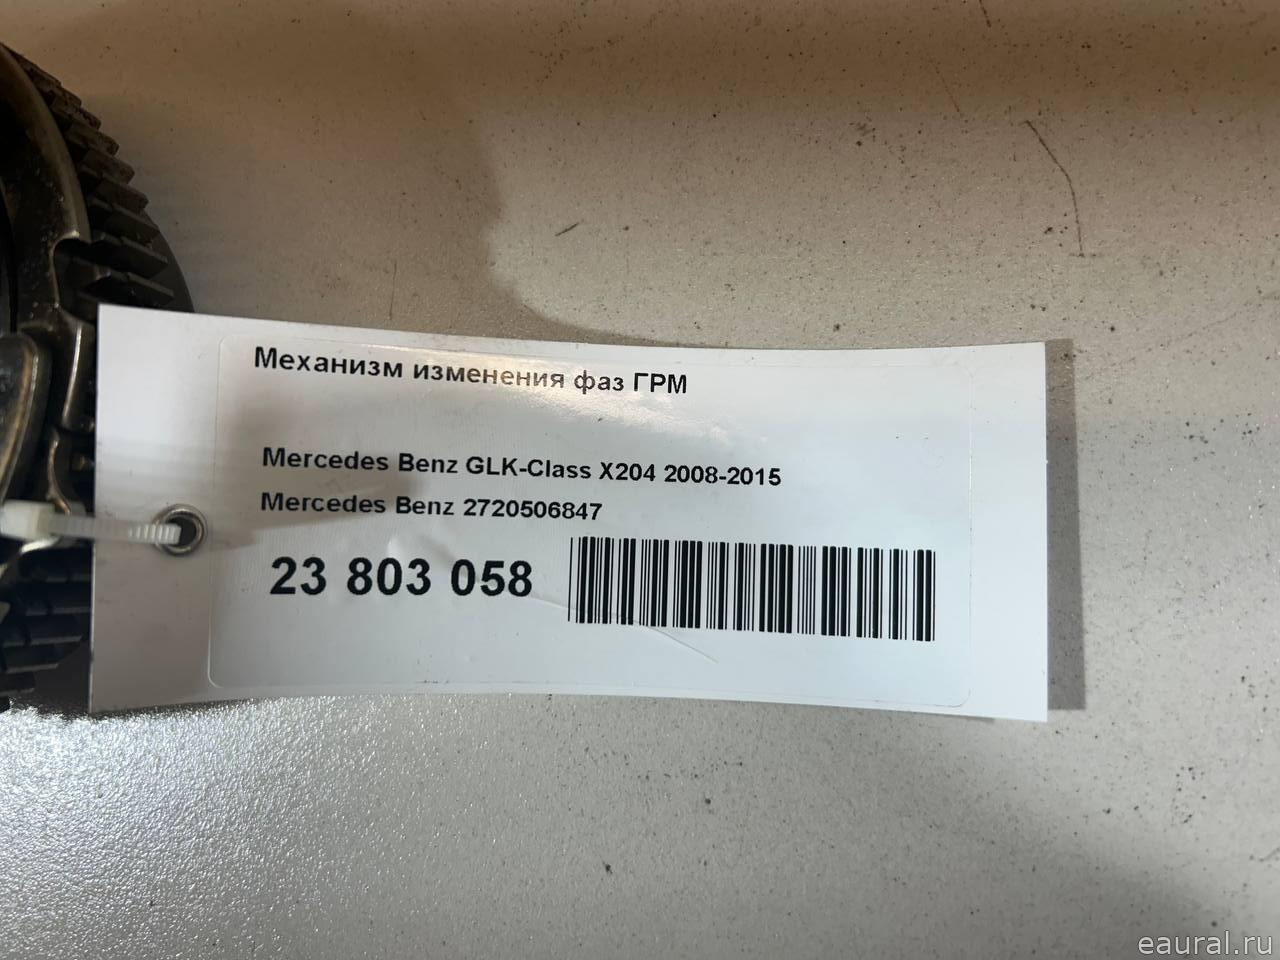 Механизм изменения фаз ГРМ
Mercedes Benz GLK-Class X204 2008-2015
Mercedes Benz 2720506847
23 803 058
eaural.ru